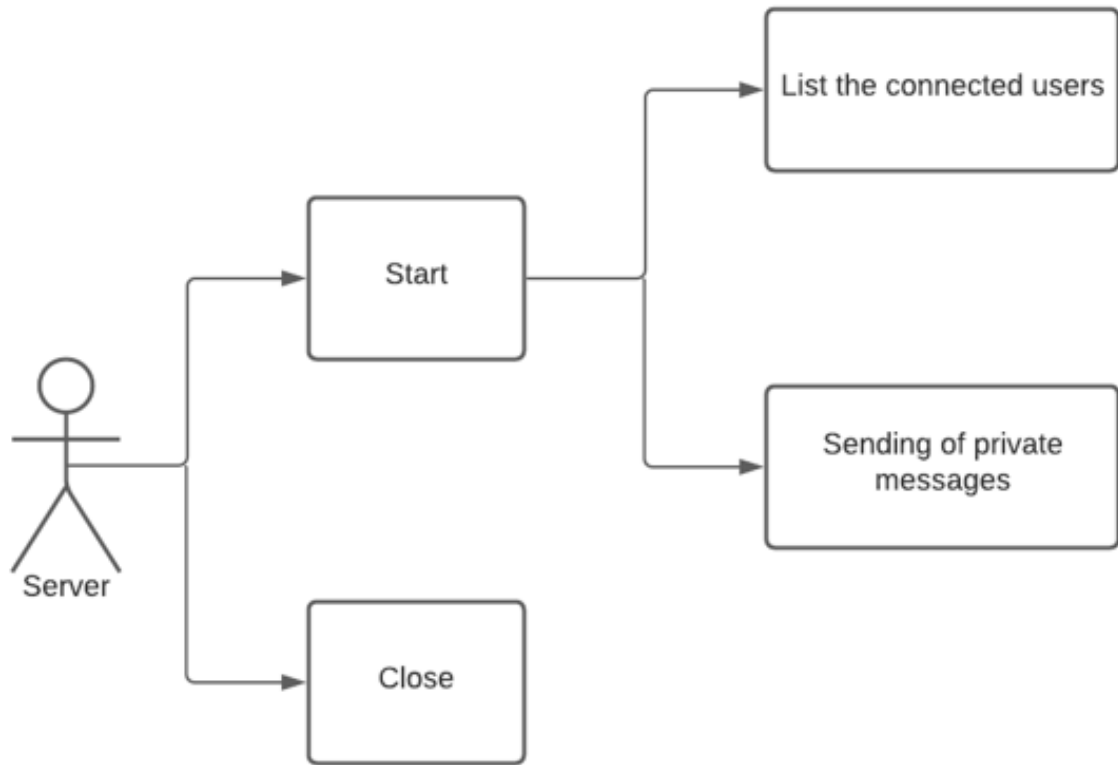 List the connected users
Start
Sending of private
messages
Server
Close